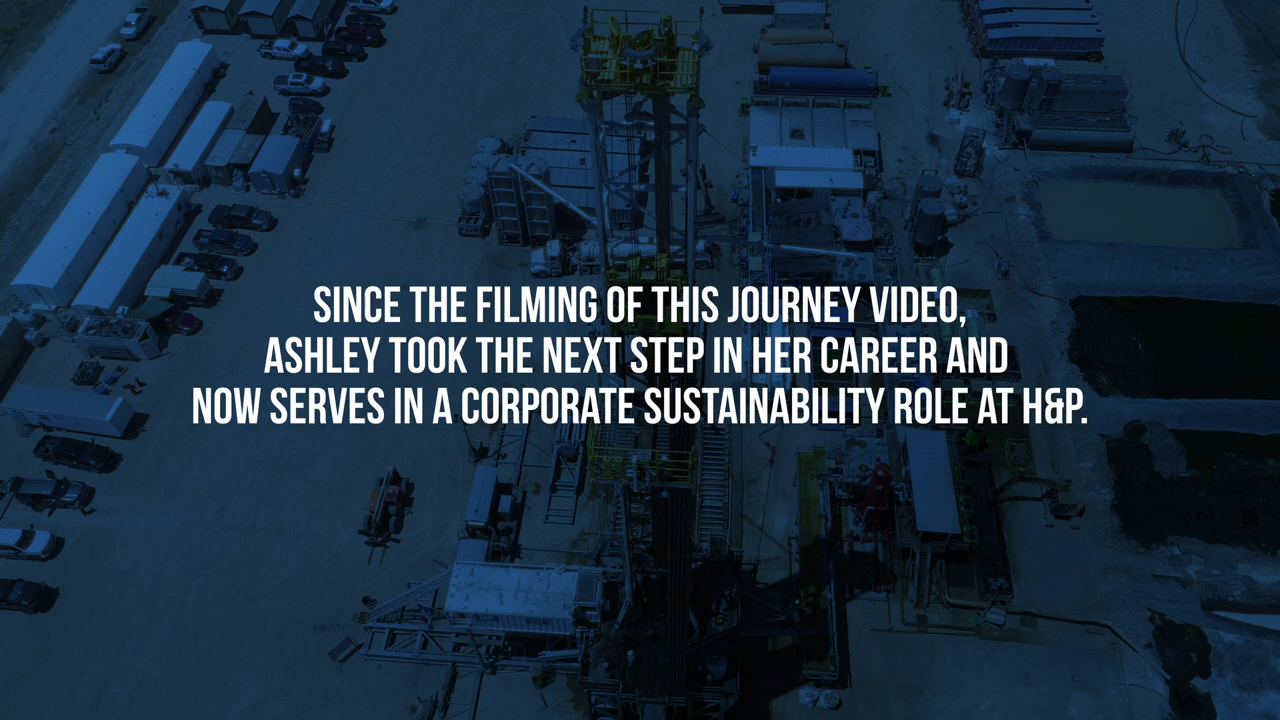 SINCE THE FILMING OF THIS JOURNEY VIDEO,
ASHLEY TOOK THE NEXT STEP IN HER CAREER AND
NOW SERVES IN A CORPORATE SUSTAINABILITY ROLE AT H&P.